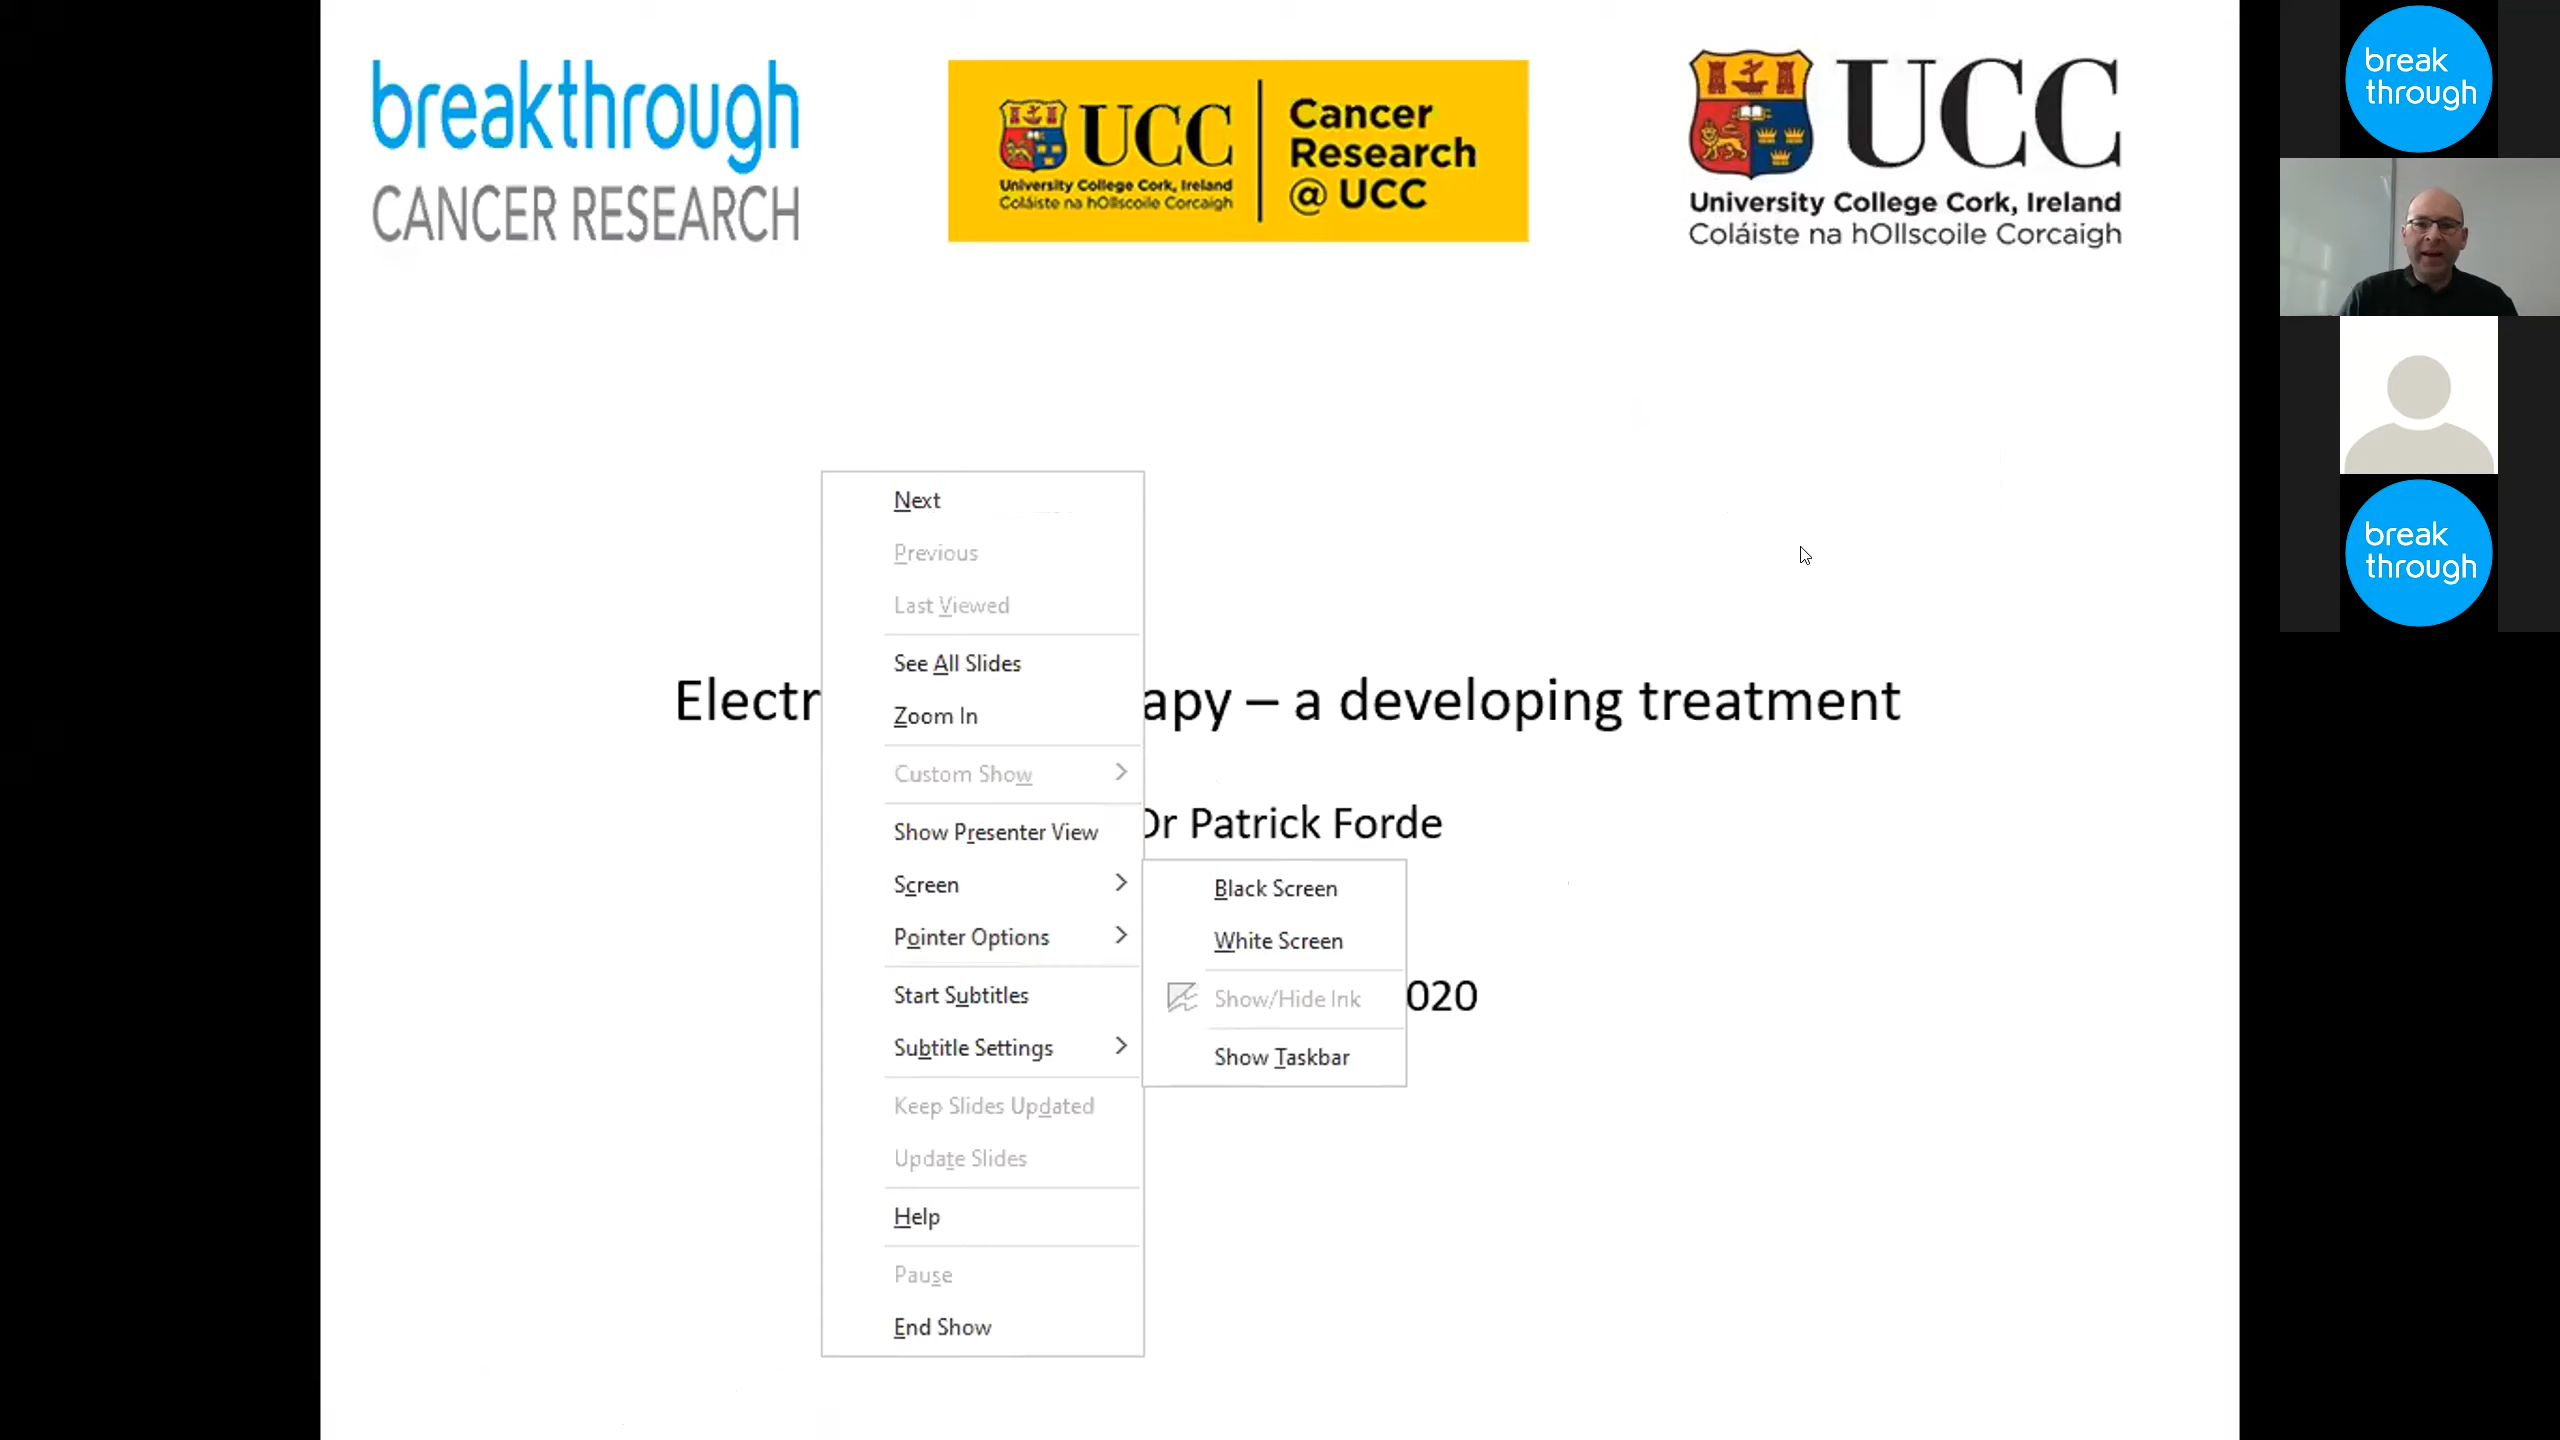 breakthrough
CANCER RESEARCH
UCC
University College Cork, Ireland
Coláiste na hOllscoile Corcaigh
Cancer
Research
@ UCC
UCC
University College Cork, Ireland
Coláiste na hOllscoile Corcaigh
break
through
break
through
Next
Previous
Last Viewed
See All Slides
Zoom In
Custom Show
Show Presenter View
Screen
Pointer Options
Start Subtitles
Subtitle Settings
Keep Slides Updated
Update Slides
Help
Pause
End Show
Black Screen
White Screen
Show/Hide Ink
Show Taskbar
Electr apy – a developing treatment
Dr Patrick Forde
020